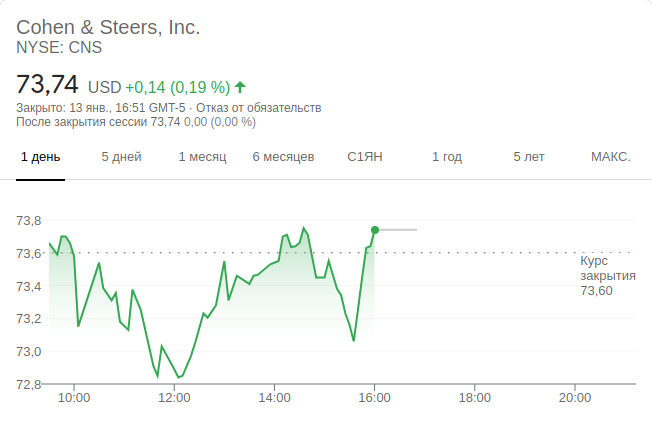 Cohen & Steers, Inc.
NYSE: CNS
73,74 USD +0,14 (0,19 %)
Закрыто: 13 янв., 16:51 GMT-5 · Отказ от обязательств
После закрытия сессии 73,74 0,00 (0,00 %)
1 день 5 дней 1 месяц 6 месяцев С1ЯН 1 год 5 лет МАКС.
73,8
73,6
Курс
закрытия
73,60
73,4
73,2
73,0
72,8
10:00 12:00 14:00 16:00 18:00 20:00